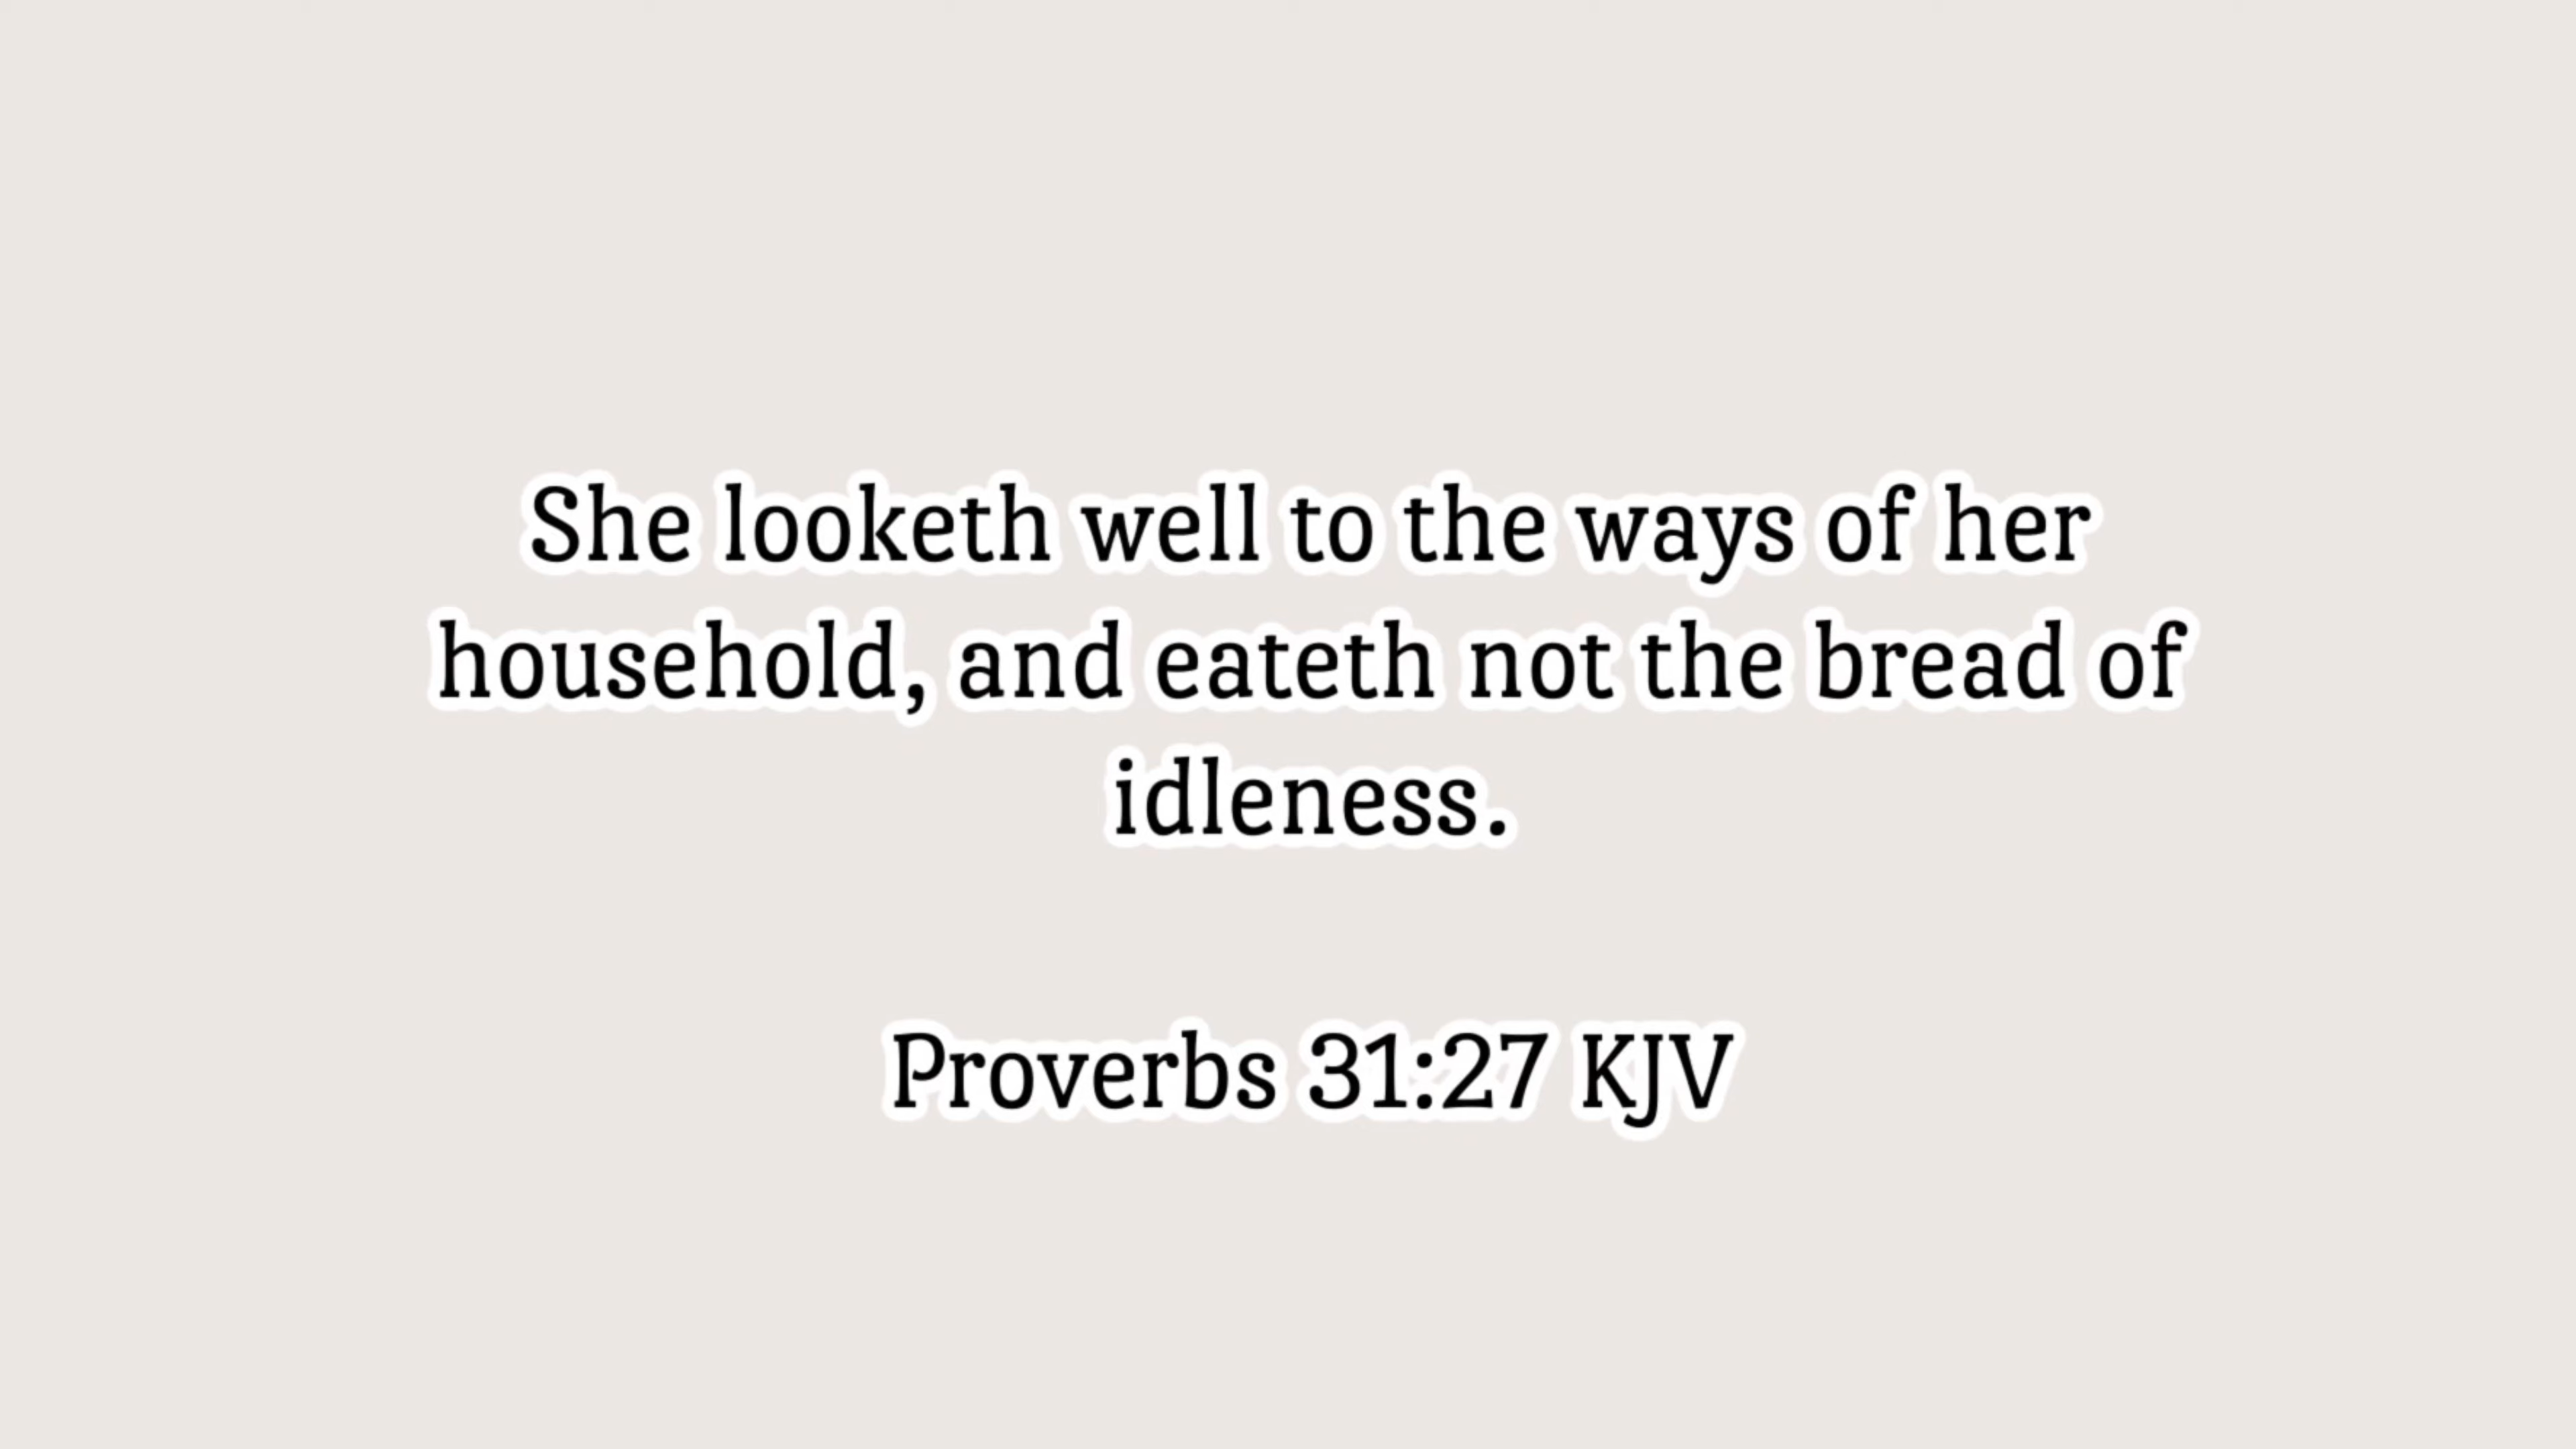 She looketh well to the ways of her
household, and eateth not the bread of
idleness.
Proverbs 31:27 KJV